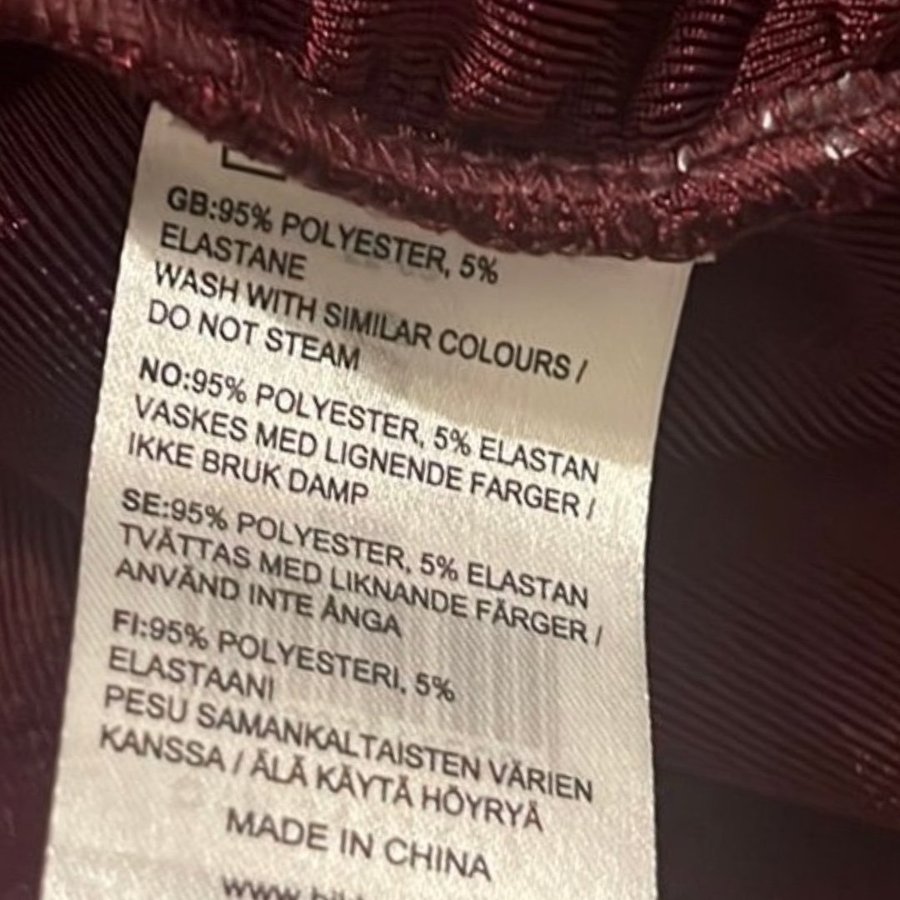 GB:95% POLYESTER, 5%
ELASTANE
WASH WITH SIMILAR COLOURS /
DO NOT STEAM
NO:95% POLYESTER, 5% ELASTAN
VASKES MED LIGNENDE FARGER /
IKKE BRUK DAMP
SE:95% POLYESTER, 5% ELASTAN
TVÄTTAS MED LIKNANDE FÄRGER /
ANVÄND INTE ÅNGA
FI:95% POLYESTERI, 5%
ELASTAANI
PESU SAMANKALTAISTEN VÄRIEN
KANSSA / ÄLÄ KÄYTÄ HÖYRYÄ
MADE IN CHINA